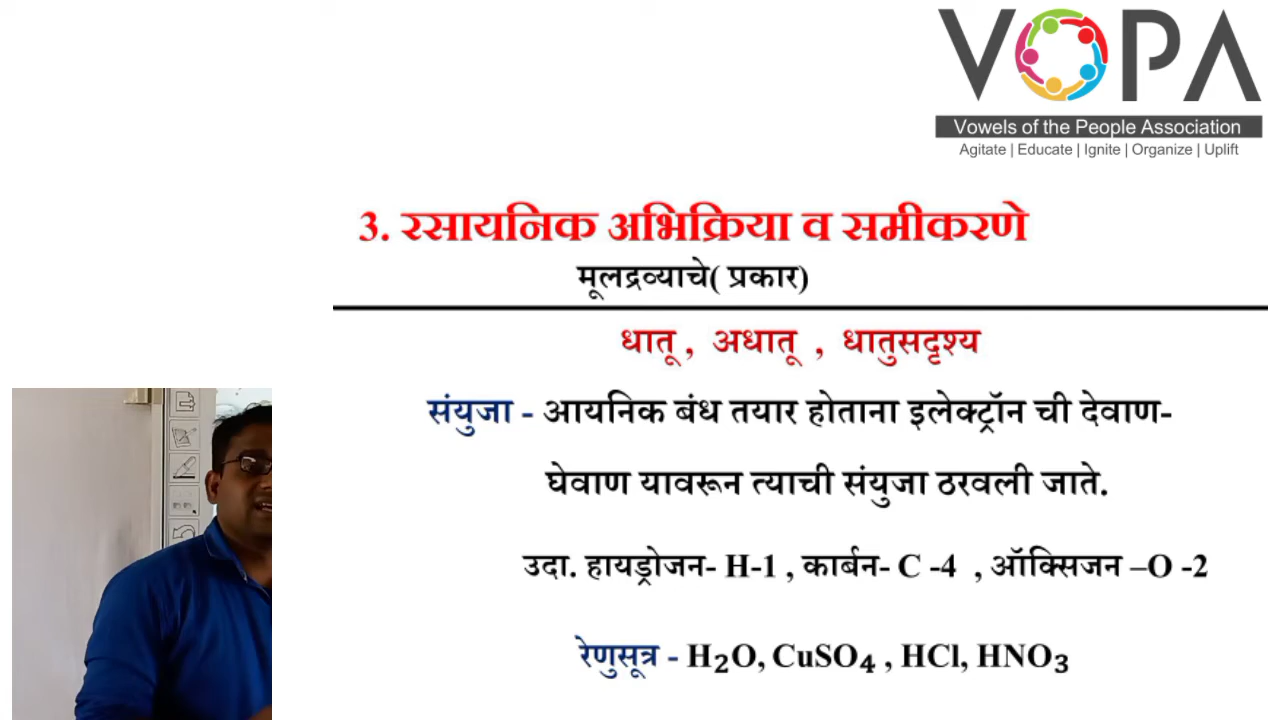 VOPA
Vowels of the People Association
Agitate | Educate | Ignite | Organize | Uplift
3. रसायनिक अभिक्रिया व समीकरणे
मूलद्रव्याचे( प्रकार)
धातू , अधातू , धातुसदृश्य
संयुजा - आयनिक बंध तयार होताना इलेक्ट्रॉन ची देवाण-
घेवाण यावरून त्याची संयुजा ठरवली जाते.
उदा. हायड्रोजन- H-1 , कार्बन- C -4 , ऑक्सिजन –O -2
रेणुसूत्र - H₂O, CuSO₄ , HCl, HNO₃